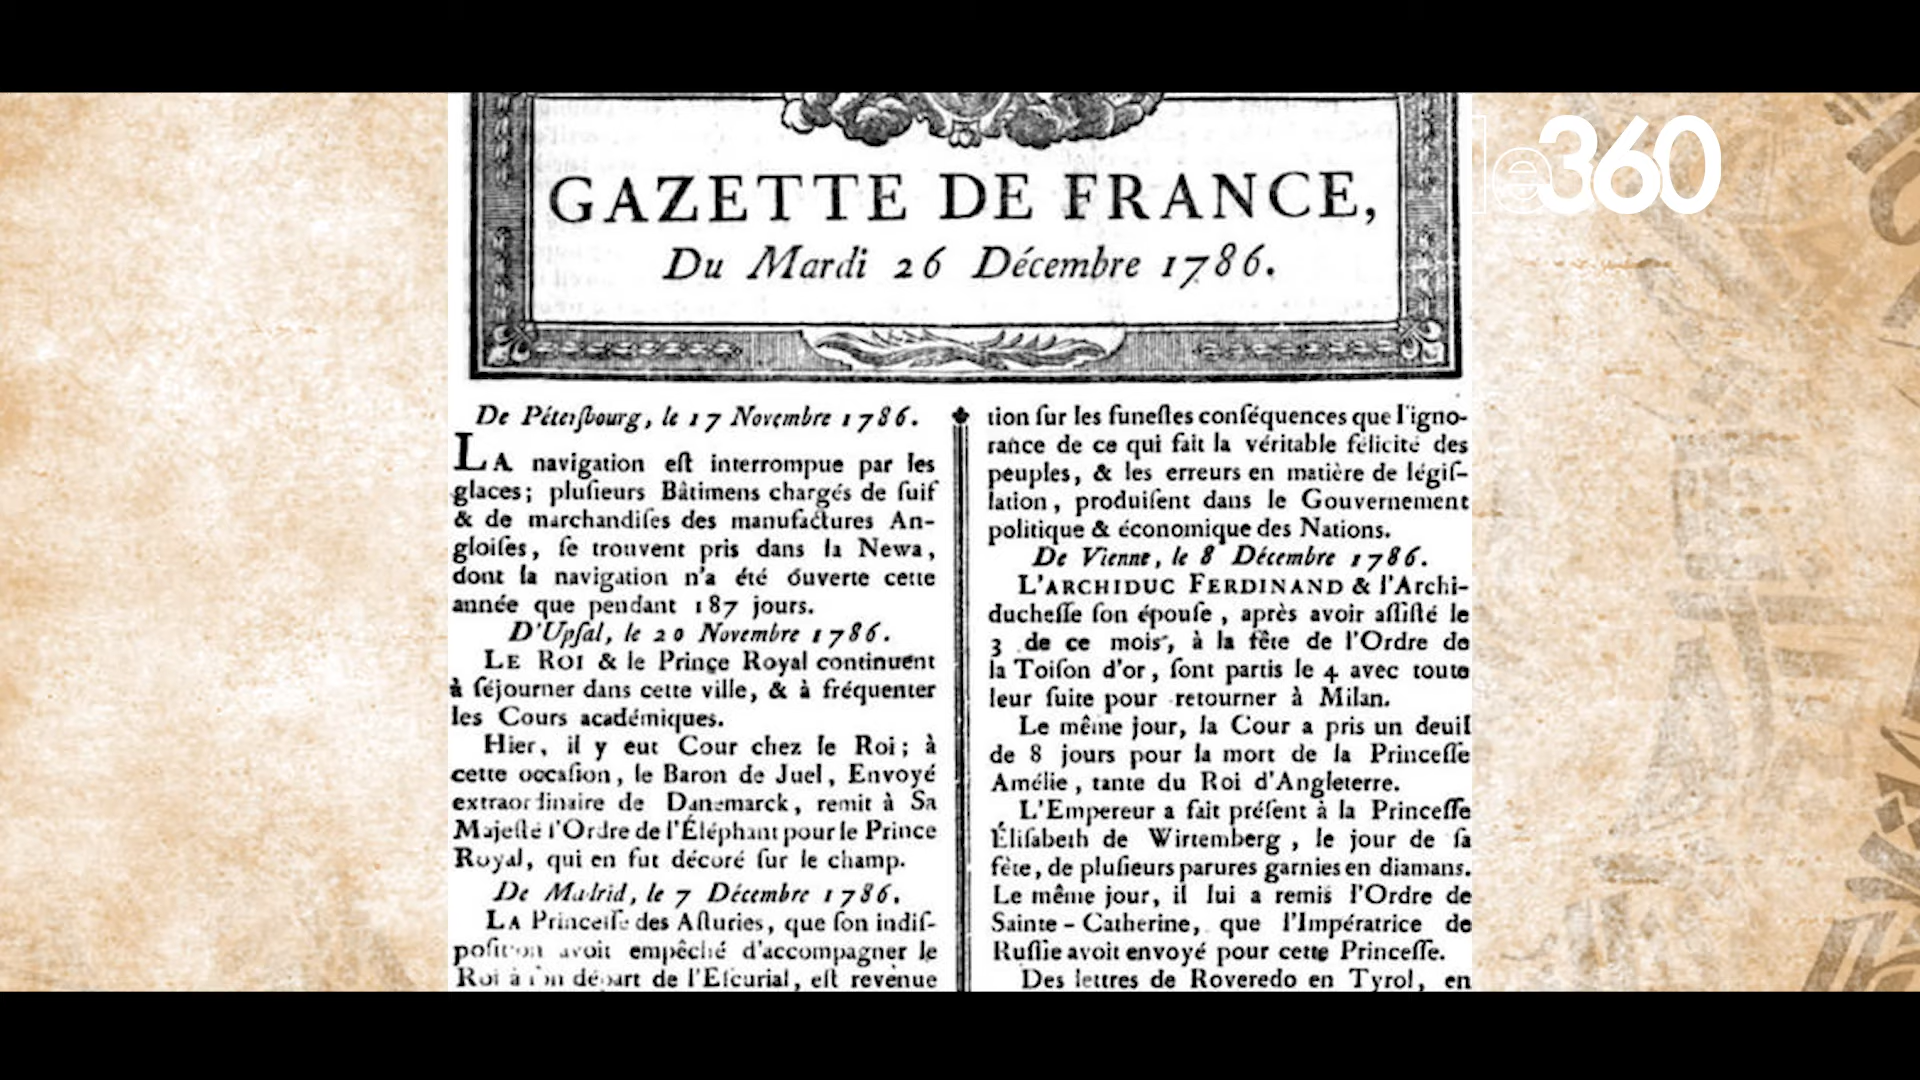 le360
GAZETTE DE FRANCE,
Du Mardi 26 Décembre 1786.
De Péterſbourg, le 17 Novembre 1786.
LA navigation eſt interrompue par les
glaces; pluſieurs Bâtimens chargés de ſuif
& de marchandiſes des manufactures An-
gloiſes, ſe trouvent pris dans la Newa,
dont la navigation n'a été ouverte cette
année que pendant 187 jours.
D'Upſal, le 20 Novembre 1786.
LE ROI & le Prince Royal continuent
à ſéjourner dans cette ville, & à fréquenter
les Cours académiques.
Hier, il y eut Cour chez le Roi; à
cette occaſion, le Baron de Juel, Envoyé
extraordinaire de Danemarck, remit à Sa
Majeſté l'Ordre de l'Éléphant pour le Prince
Royal, qui en fut décoré ſur le champ.
De Madrid, le 7 Décembre 1786.
LA Princeſſe des Aſturies, que ſon indiſ-
poſition avoit empêché d'accompagner le
Roi à ſon départ de l'Eſcurial, eſt revenue
tion ſur les funeſtes conſéquences que l'igno-
rance de ce qui fait la véritable félicité des
peuples, & les erreurs en matière de légiſ-
lation, produiſent dans le Gouvernement
politique & économique des Nations.
De Vienne, le 8 Décembre 1786.
L'ARCHIDUC FERDINAND & l'Archi-
ducheſſe ſon épouſe, après avoir aſſiſté le
3 de ce mois, à la fête de l'Ordre de
la Toiſon d'or, ſont partis le 4 avec toute
leur ſuite pour retourner à Milan.
Le même jour, la Cour a pris un deuil
de 8 jours pour la mort de la Princeſſe
Amélie, tante du Roi d'Angleterre.
L'Empereur a fait préſent à la Princeſſe
Éliſabeth de Wirtemberg, le jour de ſa
fête, de pluſieurs parures garnies en diamans.
Le même jour, il lui a remis l'Ordre de
Sainte-Catherine, que l'Impératrice de
Ruſſie avoit envoyé pour cette Princeſſe.
Des lettres de Roveredo en Tyrol, en